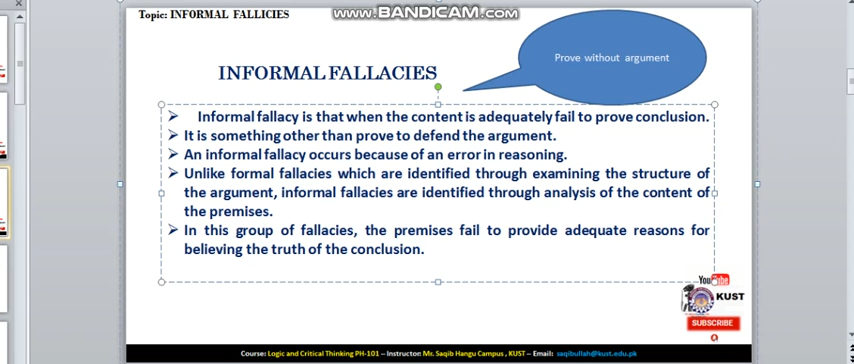 Topic: INFORMAL FALLICIES
www.BANDICAM.com
Prove without argument
INFORMAL FALLACIES
➢ Informal fallacy is that when the content is adequately fail to prove conclusion.
➢ It is something other than prove to defend the argument.
➢ An informal fallacy occurs because of an error in reasoning.
➢ Unlike formal fallacies which are identified through examining the structure of
the argument, informal fallacies are identified through analysis of the content of
the premises.
➢ In this group of fallacies, the premises fail to provide adequate reasons for
believing the truth of the conclusion.
YouTube
KUST
SUBSCRIBE
Course: Logic and Critical Thinking PH-101 – Instructor: Mr. Saqib Hangu Campus , KUST – Email: saqibullah@kust.edu.pk